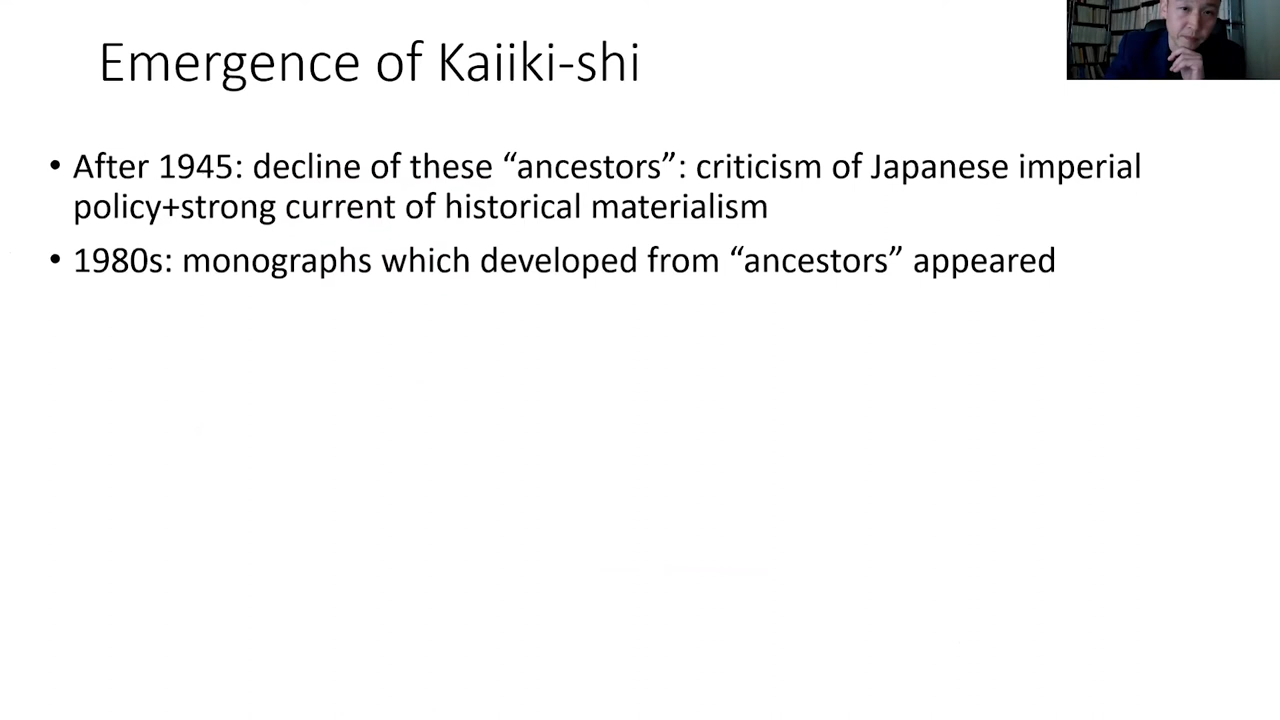 Emergence of Kaiiki-shi
• After 1945: decline of these “ancestors”: criticism of Japanese imperial
policy+strong current of historical materialism
• 1980s: monographs which developed from “ancestors” appeared